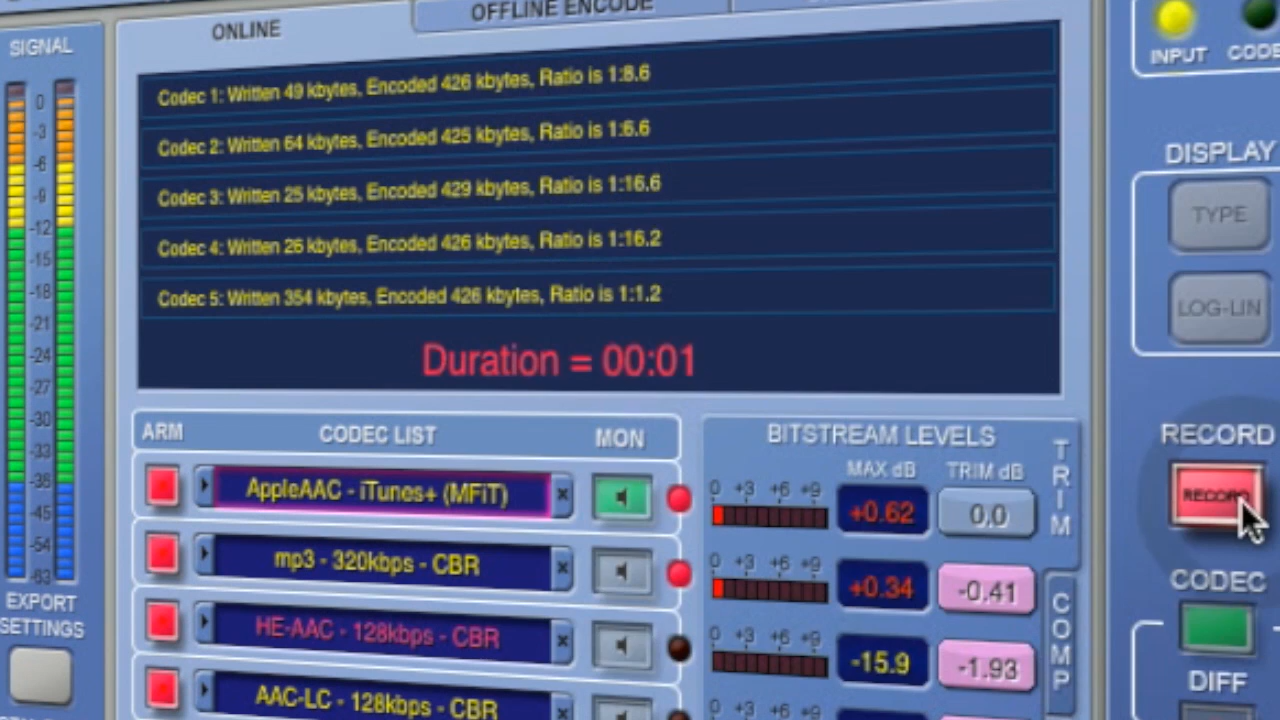 ONLINE
OFFLINE ENCODE
SIGNAL
0
-3
-6
-9
-12
-15
-18
-21
-24
-27
-30
-33
-36
-45
-54
-63
EXPORT
SETTINGS
Codec 1: Written 49 kbytes, Encoded 426 kbytes, Ratio is 1:8.6
Codec 2: Written 64 kbytes, Encoded 425 kbytes, Ratio is 1:6.6
Codec 3: Written 25 kbytes, Encoded 429 kbytes, Ratio is 1:16.6
Codec 4: Written 26 kbytes, Encoded 426 kbytes, Ratio is 1:16.2
Codec 5: Written 354 kbytes, Encoded 426 kbytes, Ratio is 1:1.2
Duration = 00:01
ARM CODEC LIST MON
AppleAAC - iTunes+ (MFiT)
mp3 - 320kbps - CBR
HE-AAC - 128kbps - CBR
AAC-LC - 128kbps - CBR
BITSTREAM LEVELS
MAX dB TRIM dB
0 +3 +6 +9
+0.62 0.0
0 +3 +6 +9
+0.34 -0.41
0 +3 +6 +9
-15.9 -1.93
0 +3 +6 +9
TRIM
COMP
INPUT CODE
DISPLAY
TYPE
LOG-LIN
RECORD
RECORD
CODEC
DIFF